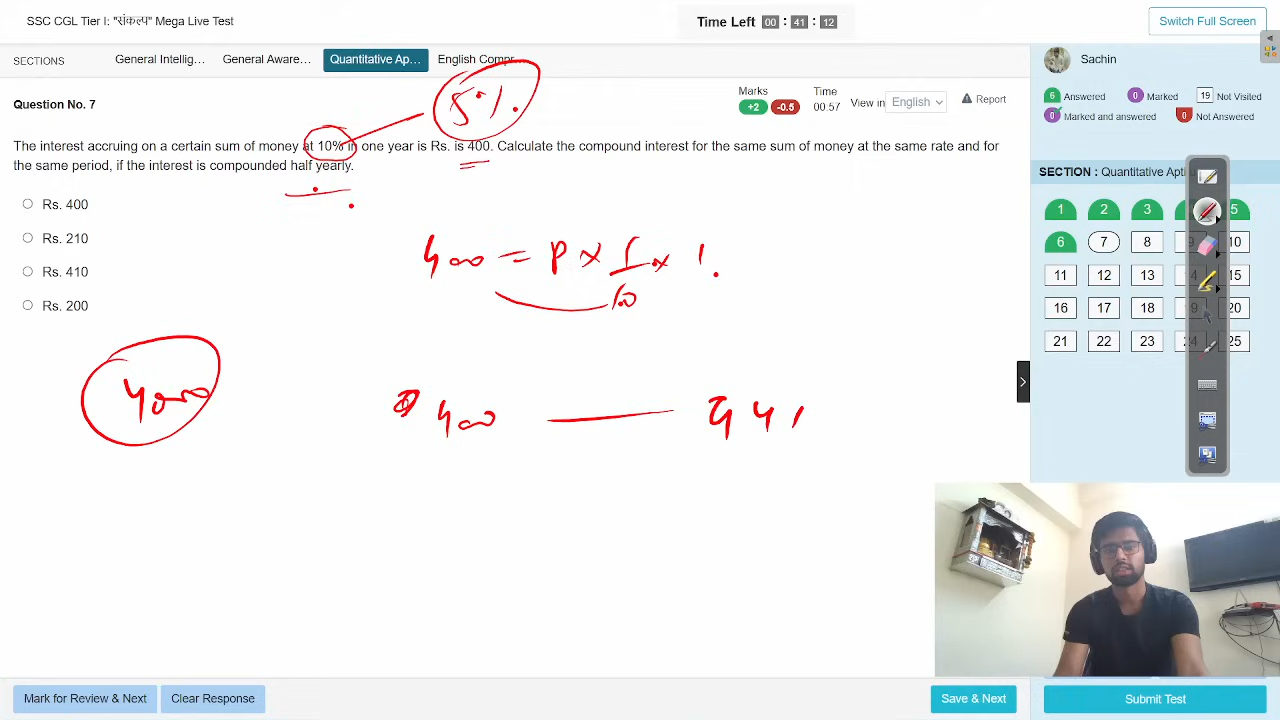 SSC CGL Tier I: "संकल्प" Mega Live Test
Time Left 00 : 41 : 12
Switch Full Screen
SECTIONS General Intellig... General Aware... Quantitative Ap... English Compr...
Sachin
5%.
Question No. 7
Marks
+2 -0.5
Time
00:57
View in English
Report
6 Answered 0 Marked 19 Not Visited
0 Marked and answered 0 Not Answered
The interest accruing on a certain sum of money at 10% in one year is Rs. is 400. Calculate the compound interest for the same sum of money at the same rate and for
the same period, if the interest is compounded half yearly.
Rs. 400
Rs. 210
Rs. 410
Rs. 200
400 = P × 1 × 1.
10
4000
400 441
SECTION : Quantitative
1 2 3 5
6 7 8 9 10
11 12 13 14 15
16 17 18 19 20
21 22 23 24 25
Mark for Review & Next Clear Response Save & Next Submit Test